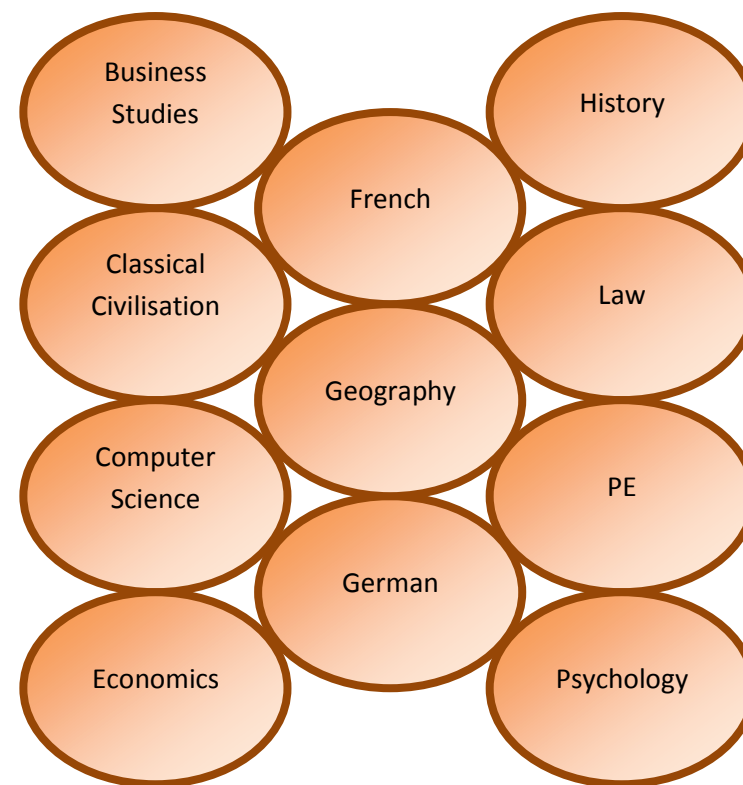 Business
Studies
Classical
Civilisation
Computer
Science
Economics
French
Geography
German
History
Law
PE
Psychology